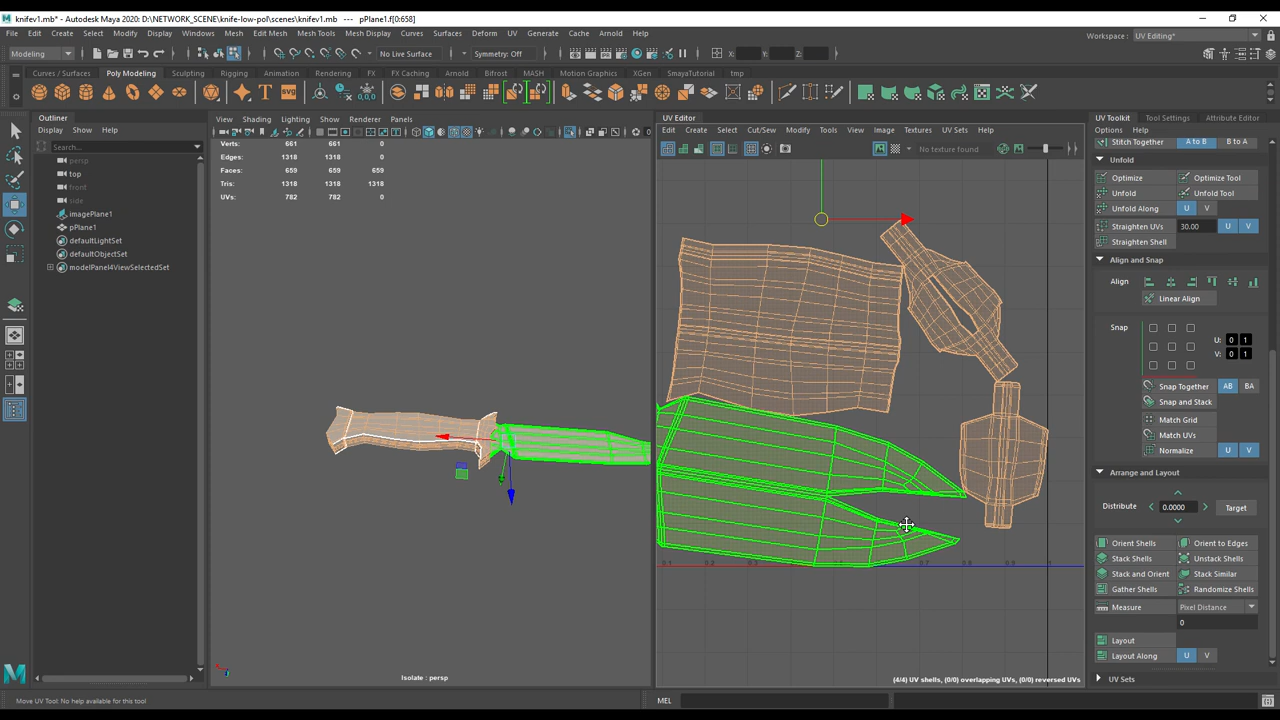 knifev1.mb* - Autodesk Maya 2020: D:\NETWORK_SCENE\knife-low-pol\scenes\knifev1.mb --- pPlane1.f[0:658]
File Edit Create Select Modify Display Windows Mesh Edit Mesh Mesh Tools Mesh Display Curves Surfaces Deform UV Generate Cache Arnold Help
Workspace : UV Editing*
Modeling
No Live Surface
Symmetry: Off
X: Y: Z:
Curves / Surfaces Poly Modeling Sculpting Rigging Animation Rendering FX FX Caching Arnold Bifrost MASH Motion Graphics XGen SmayaTutorial tmp
Outliner
Display Show Help
Search...
persp
top
front
side
imagePlane1
pPlane1
defaultLightSet
defaultObjectSet
modelPanel4ViewSelectedSet
View Shading Lighting Show Renderer Panels
Verts: 661 661 0
Edges: 1318 1318 0
Faces: 659 659 659
Tris: 1318 1318 1318
UVs: 782 782 0
Isolate : persp
UV Editor
Edit Create Select Cut/Sew Modify Tools View Image Textures UV Sets Help
No texture found
(4/4) UV shells, (0/0) overlapping UVs, (0/0) reversed UVs
UV Toolkit Tool Settings Attribute Editor
Options Help
Stitch Together A to B B to A
Unfold
Optimize Optimize Tool
Unfold Unfold Tool
Unfold Along U V
Straighten UVs 30.00 U V
Straighten Shell
Align and Snap
Align
Linear Align
Snap
U: 0 1
V: 0 1
Snap Together AB BA
Snap and Stack
Match Grid
Match UVs
Normalize U V
Arrange and Layout
Distribute 0.0000 Target
Orient Shells Orient to Edges
Stack Shells Unstack Shells
Stack and Orient Stack Similar
Gather Shells Randomize Shells
Measure Pixel Distance
0
Layout
Layout Along U V
UV Sets
Move UV Tool: No help available for this tool
MEL